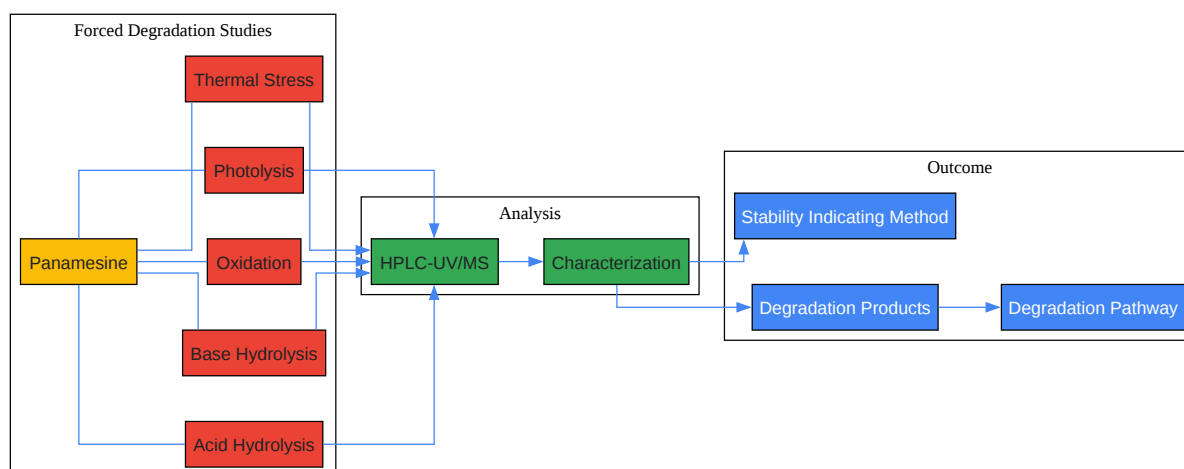 Forced Degradation Studies
Thermal Stress
Photolysis
Panamesine
Oxidation
Base Hydrolysis
Acid Hydrolysis
Analysis
HPLC-UV/MS
Characterization
Outcome
Stability Indicating Method
Degradation Products
Degradation Pathway